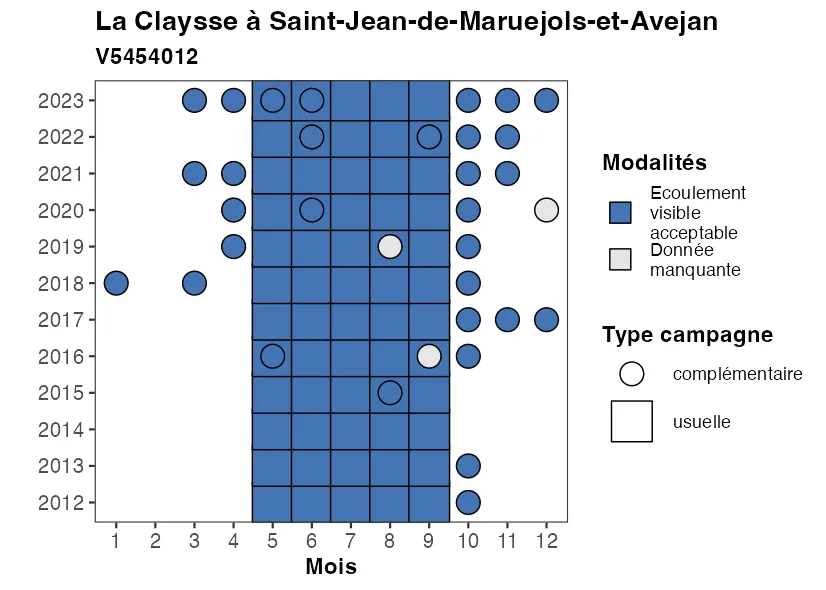 La Claysse à Saint-Jean-de-Maruejols-et-Avejan
V5454012
2023
2022
2021
2020
2019
2018
2017
2016
2015
2014
2013
2012
1 2 3 4 5 6 7 8 9 10 11 12
Mois
Modalités
Ecoulement
visible
acceptable
Donnée
manquante
Type campagne
complémentaire
usuelle